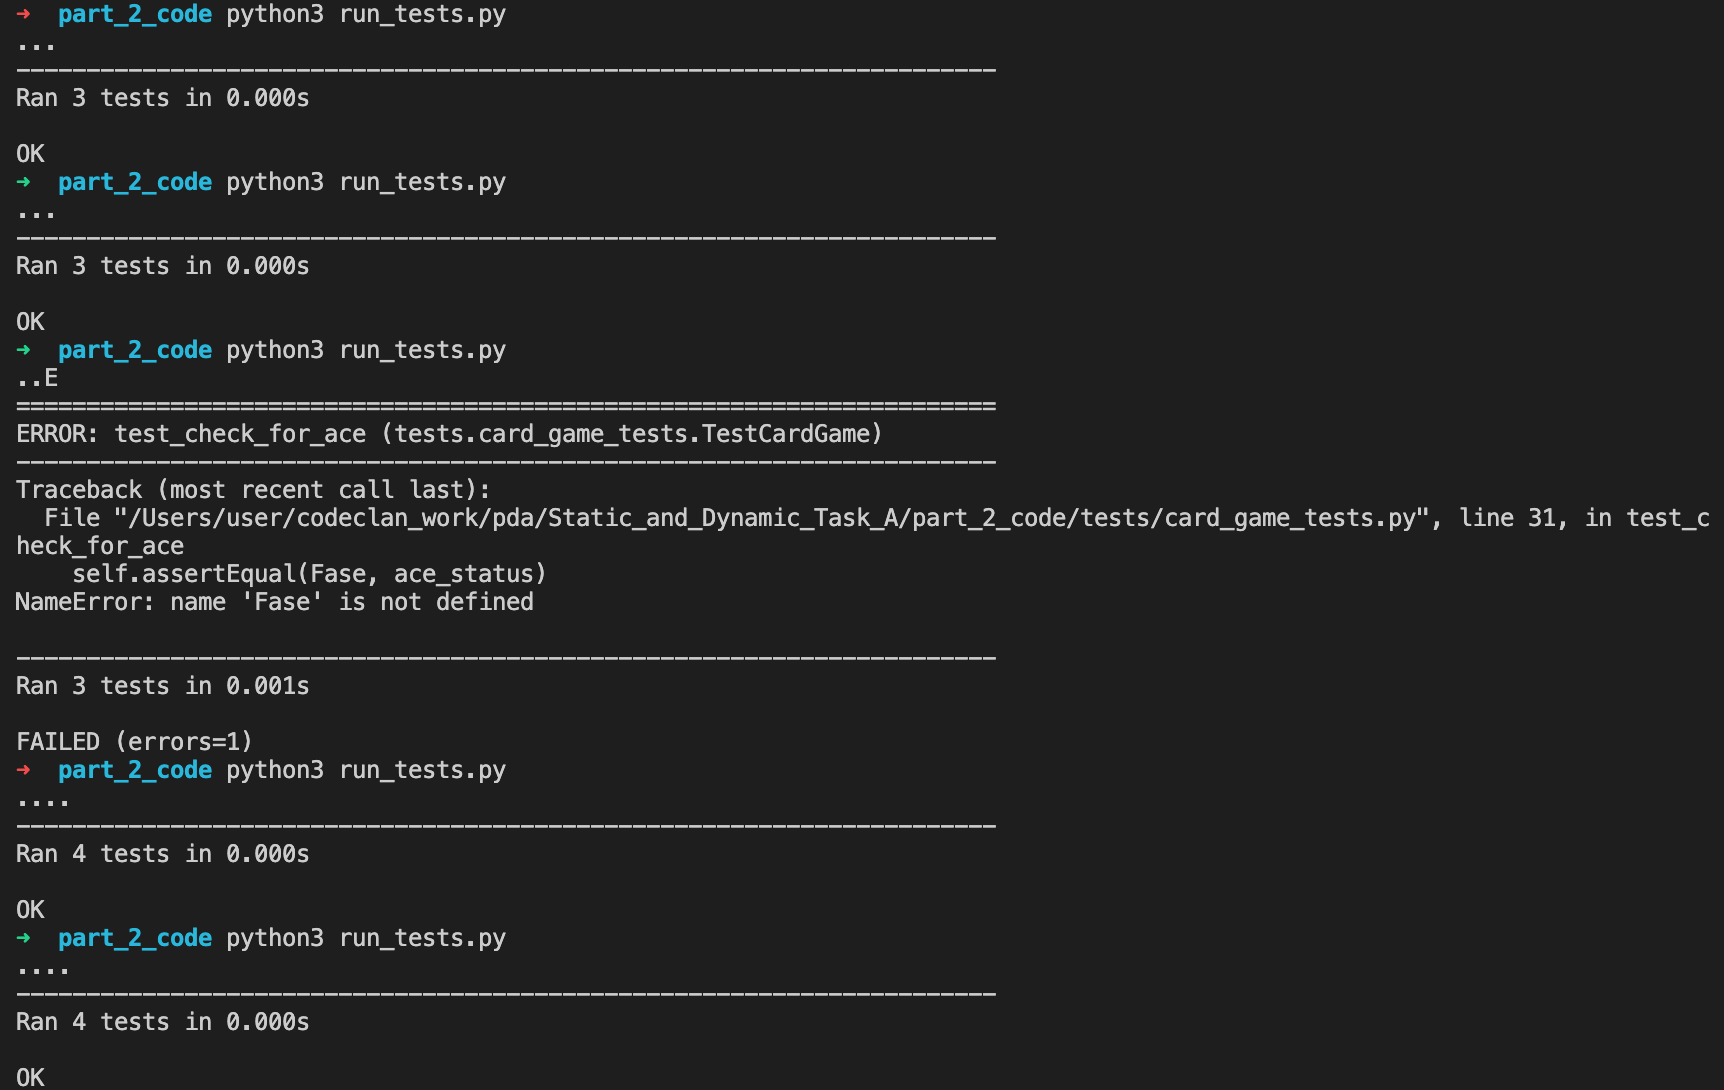 ➜  part_2_code python3 run_tests.py
...
----------------------------------------------------------------------
Ran 3 tests in 0.000s

OK
➜  part_2_code python3 run_tests.py
...
----------------------------------------------------------------------
Ran 3 tests in 0.000s

OK
➜  part_2_code python3 run_tests.py
..E
======================================================================
ERROR: test_check_for_ace (tests.card_game_tests.TestCardGame)
----------------------------------------------------------------------
Traceback (most recent call last):
  File "/Users/user/codeclan_work/pda/Static_and_Dynamic_Task_A/part_2_code/tests/card_game_tests.py", line 31, in test_c
heck_for_ace
    self.assertEqual(Fase, ace_status)
NameError: name 'Fase' is not defined

----------------------------------------------------------------------
Ran 3 tests in 0.001s

FAILED (errors=1)
➜  part_2_code python3 run_tests.py
....
----------------------------------------------------------------------
Ran 4 tests in 0.000s

OK
➜  part_2_code python3 run_tests.py
....
----------------------------------------------------------------------
Ran 4 tests in 0.000s

OK